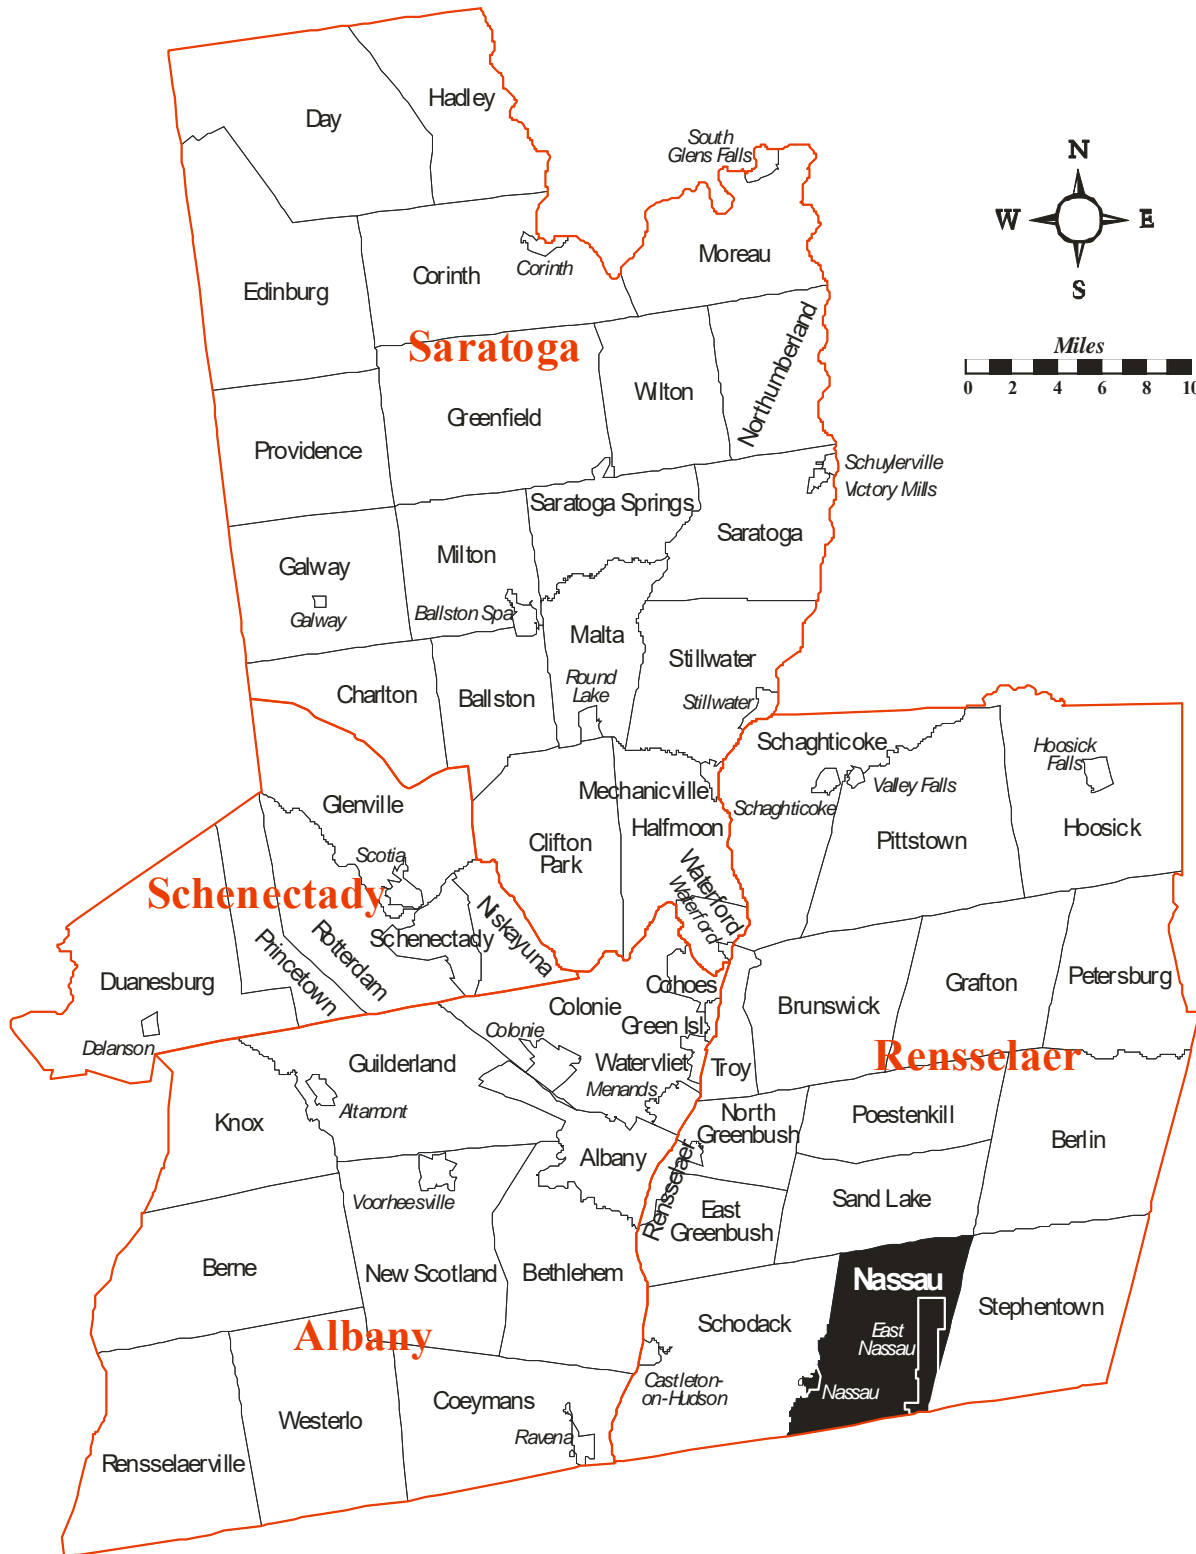 Day
Hadley
South
Glens Falls
N
W
E
S
Moreau
Corinth
Corinth
Edinburg
Saratoga
Northumberland
Miles
0 2 4 6 8 10
Wilton
Greenfield
Providence
Schuylerville
Victory Mills
Saratoga Springs
Saratoga
Milton
Galway
Galway
Ballston Spa
Malta
Stillwater
Round
Lake
Stillwater
Charlton
Ballston
Schaghticoke
Hoosick
Falls
Valley Falls
Schaghticoke
Mechanicville
Glenville
Halfmoon
Hoosick
Pittstown
Clifton
Park
Scotia
Schenectady
Waterford
Waterford
Niskayuna
Schenectady
Rotterdam
Princetown
Duanesburg
Delanson
Cohoes
Colonie
Colonie
Green Isl.
Watervliet
Menands
Troy
Brunswick
Grafton
Petersburg
Rensselaer
Guilderland
Altamont
Knox
North
Greenbush
Poestenkill
Berlin
Albany
Rensselaer
Voorheesville
Sand Lake
East
Greenbush
Berne
New Scotland
Bethlehem
Nassau
Stephentown
Schodack
East
Nassau
Nassau
Albany
Castleton-
on-Hudson
Coeymans
Ravena
Westerlo
Rensselaerville